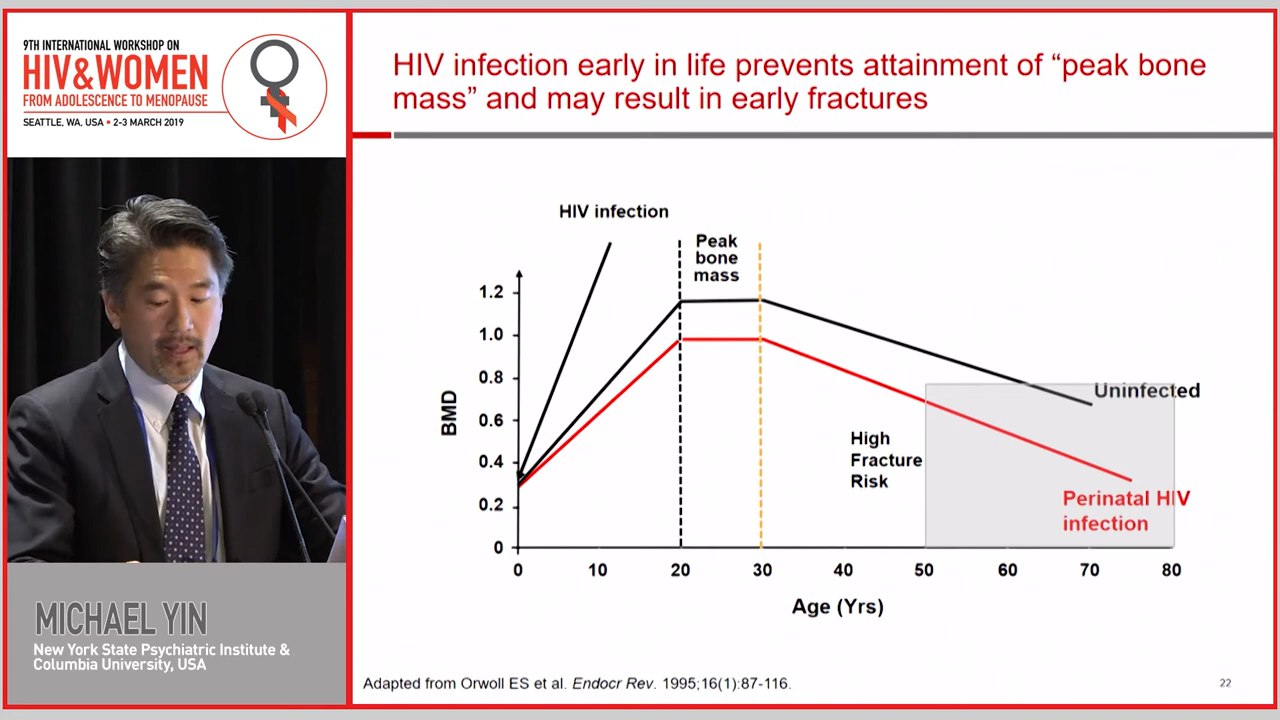 9TH INTERNATIONAL WORKSHOP ON
HIV&WOMEN
FROM ADOLESCENCE TO MENOPAUSE
SEATTLE, WA, USA • 2-3 MARCH 2019
HIV infection early in life prevents attainment of “peak bone
mass” and may result in early fractures
HIV infection
Peak
bone
mass
1.2
1.0
0.8
0.6
0.4
0.2
0
BMD
High
Fracture
Risk
Uninfected
Perinatal HIV
infection
0 10 20 30 40 50 60 70 80
Age (Yrs)
MICHAEL YIN
New York State Psychiatric Institute &
Columbia University, USA
Adapted from Orwoll ES et al. Endocr Rev. 1995;16(1):87-116.
22